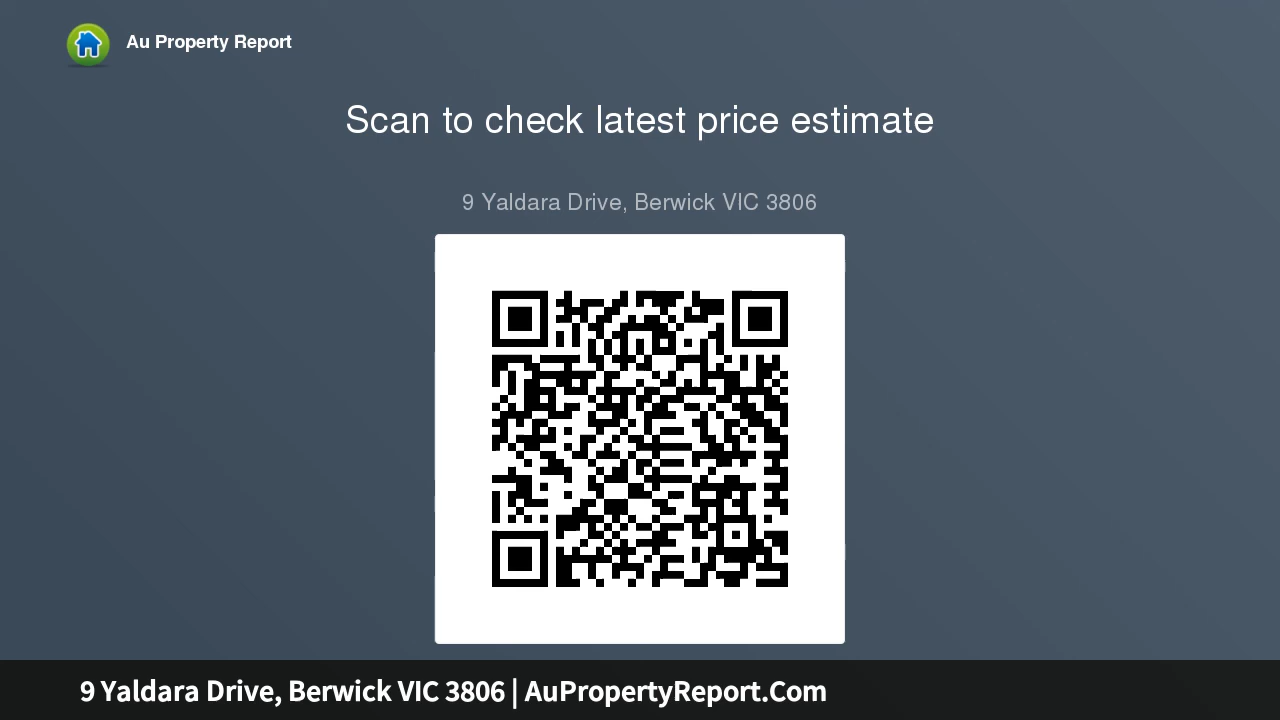 Au Property Report
Scan to check latest price estimate
9 Yaldara Drive, Berwick VIC 3806
9 Yaldara Drive, Berwick VIC 3806 | AuPropertyReport.Com